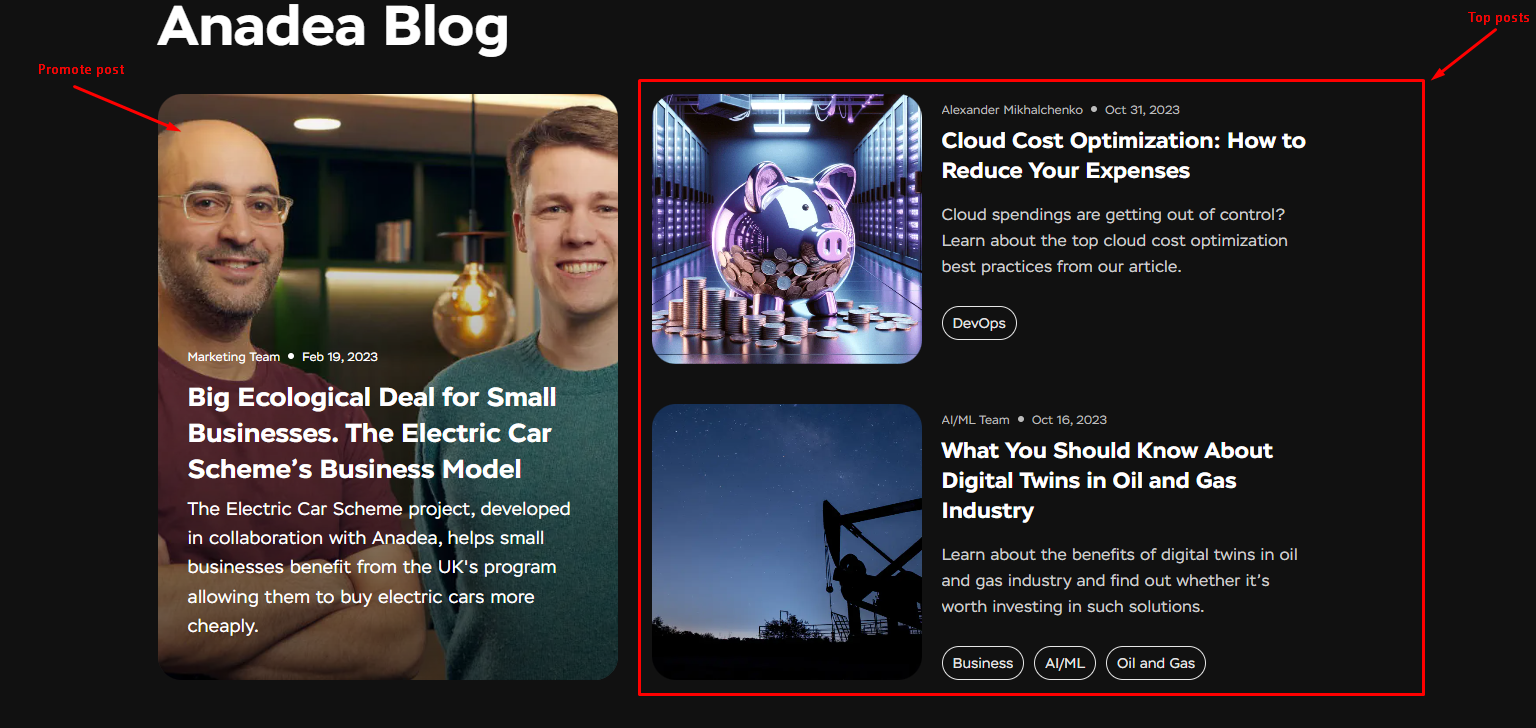 Anadea Blog
Top posts
Promote post
Marketing Team • Feb 19, 2023
Big Ecological Deal for Small
Businesses. The Electric Car
Scheme’s Business Model
The Electric Car Scheme project, developed
in collaboration with Anadea, helps small
businesses benefit from the UK's program
allowing them to buy electric cars more
cheaply.
Alexander Mikhalchenko • Oct 31, 2023
Cloud Cost Optimization: How to
Reduce Your Expenses
Cloud spendings are getting out of control?
Learn about the top cloud cost optimization
best practices from our article.
DevOps
AI/ML Team • Oct 16, 2023
What You Should Know About
Digital Twins in Oil and Gas
Industry
Learn about the benefits of digital twins in oil
and gas industry and find out whether it’s
worth investing in such solutions.
Business AI/ML Oil and Gas